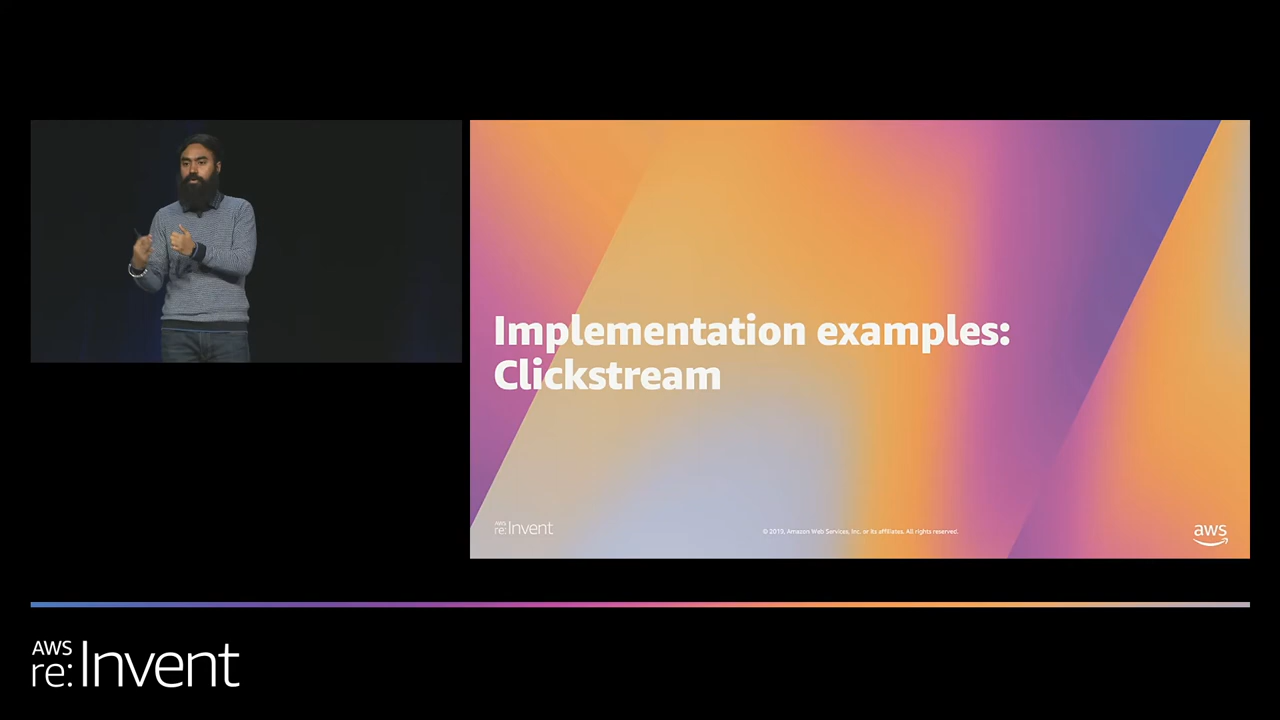 Implementation examples:
Clickstream
AWS
re:Invent
© 2019, Amazon Web Services, Inc. or its affiliates. All rights reserved.
aws
AWS
re:Invent